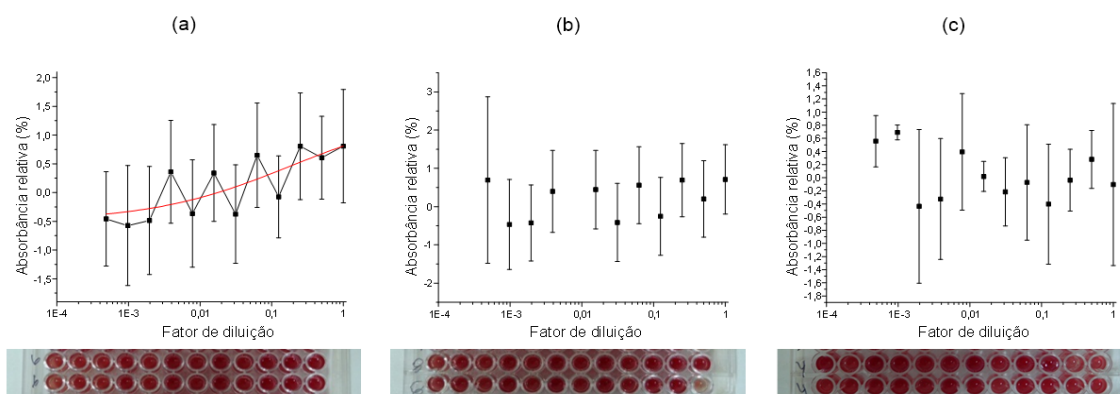 (a)
(b)
(c)
Absorbância relativa (%)
2,0
1,5
1,0
0,5
0,0
-0,5
-1,0
-1,5
1E-4
1E-3
0,01
0,1
1
Fator de diluição
Absorbância relativa (%)
3
2
1
0
-1
-2
1E-4
1E-3
0,01
0,1
1
Fator de diluição
Absorbância relativa (%)
1,6
1,4
1,2
1,0
0,8
0,6
0,4
0,2
0,0
-0,2
-0,4
-0,6
-0,8
-1,0
-1,2
-1,4
-1,6
-1,8
1E-4
1E-3
0,01
0,1
1
Fator de diluição